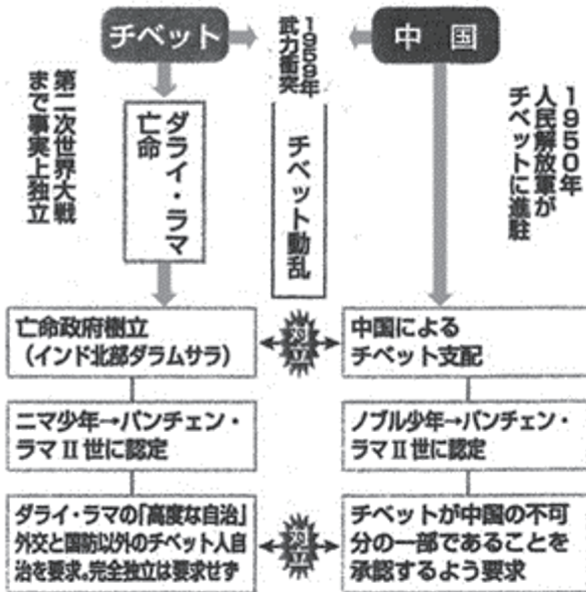 チベット
中国
1959年
武力衝突
チベット動乱
1950年
人民解放軍が
チベットに進駐
第二次世界大戦
まで事実上独立
ダライ・ラマ
亡命
亡命政府樹立
（インド北部ダラムサラ）
対立
中国による
チベット支配
ニマ少年→パンチェン・
ラマⅡ世に認定
ノブル少年→パンチェン・
ラマⅡ世に認定
ダライ・ラマの「高度な自治」
外交と国防以外のチベット人自
治を要求。完全独立は要求せず
対立
チベットが中国の不可
分の一部であることを
承認するよう要求